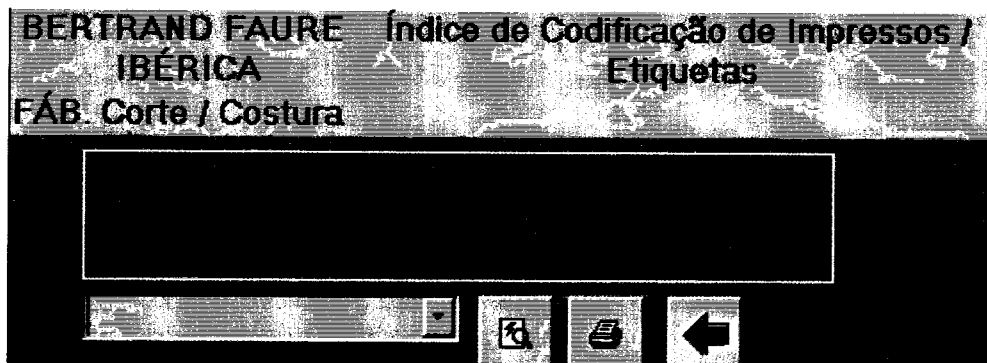 BERTRAND FAURE
IBÉRICA
FÁB. Corte / Costura
Índice de Codificação de Impressos /
Etiquetas